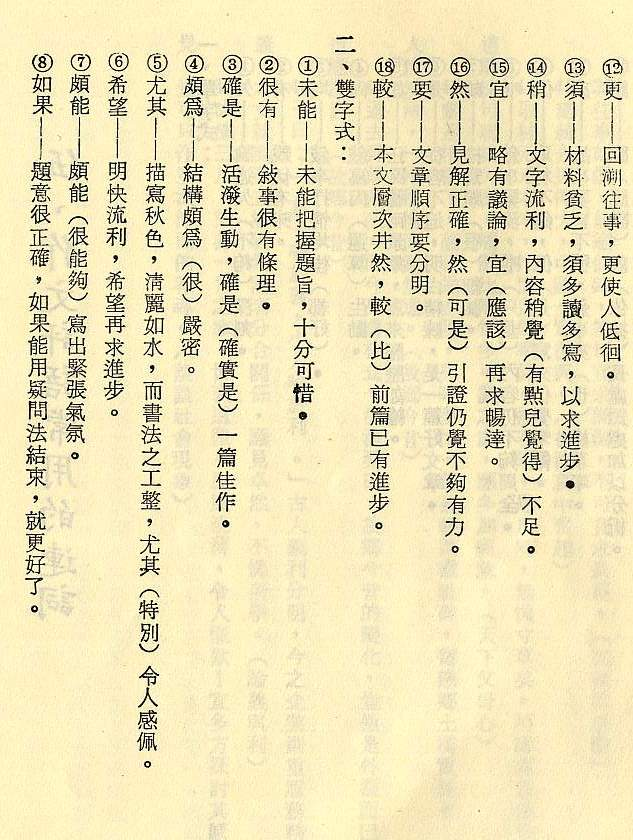 ⑫更——回溯往事，更使人低徊。
⑬須——材料貧乏，須多讀多寫，以求進步。
⑭稍——文字流利，內容稍覺（有點兒覺得）不足。
⑮宜——略有議論，宜（應該）再求暢達。
⑯然——見解正確，然（可是）引證仍覺不夠有力。
⑰要——文章順序要分明。
⑱較——本文層次井然，較（比）前篇已有進步。
二、雙字式：
①未能——未能把握題旨，十分可惜。
②很有——敘事很有條理。
③確是——活潑生動，確是（確實是）一篇佳作。
④頗爲——結構頗爲（很）嚴密。
⑤尤其——描寫秋色，清麗如水，而書法之工整，尤其（特別）令人感佩。
⑥希望——明快流利，希望再求進步。
⑦頗能——頗能（很能夠）寫出緊張氣氛。
⑧如果——題意很正確，如果能用疑問法結束，就更好了。